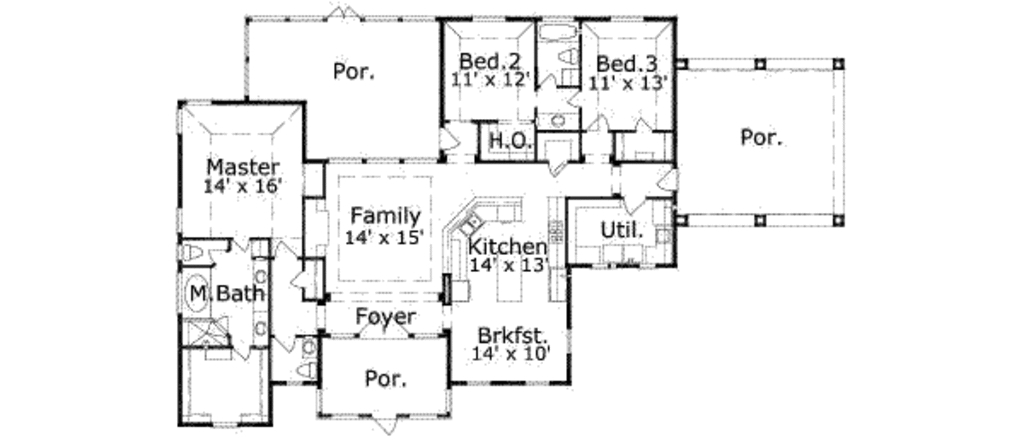 Por.
Bed.2
11' x 12'
Bed.3
11' x 13'
H.O.
Por.
Master
14' x 16'
Family
14' x 15'
Kitchen
14' x 13'
Util.
M.Bath
Foyer
Brkfst.
14' x 10'
Por.